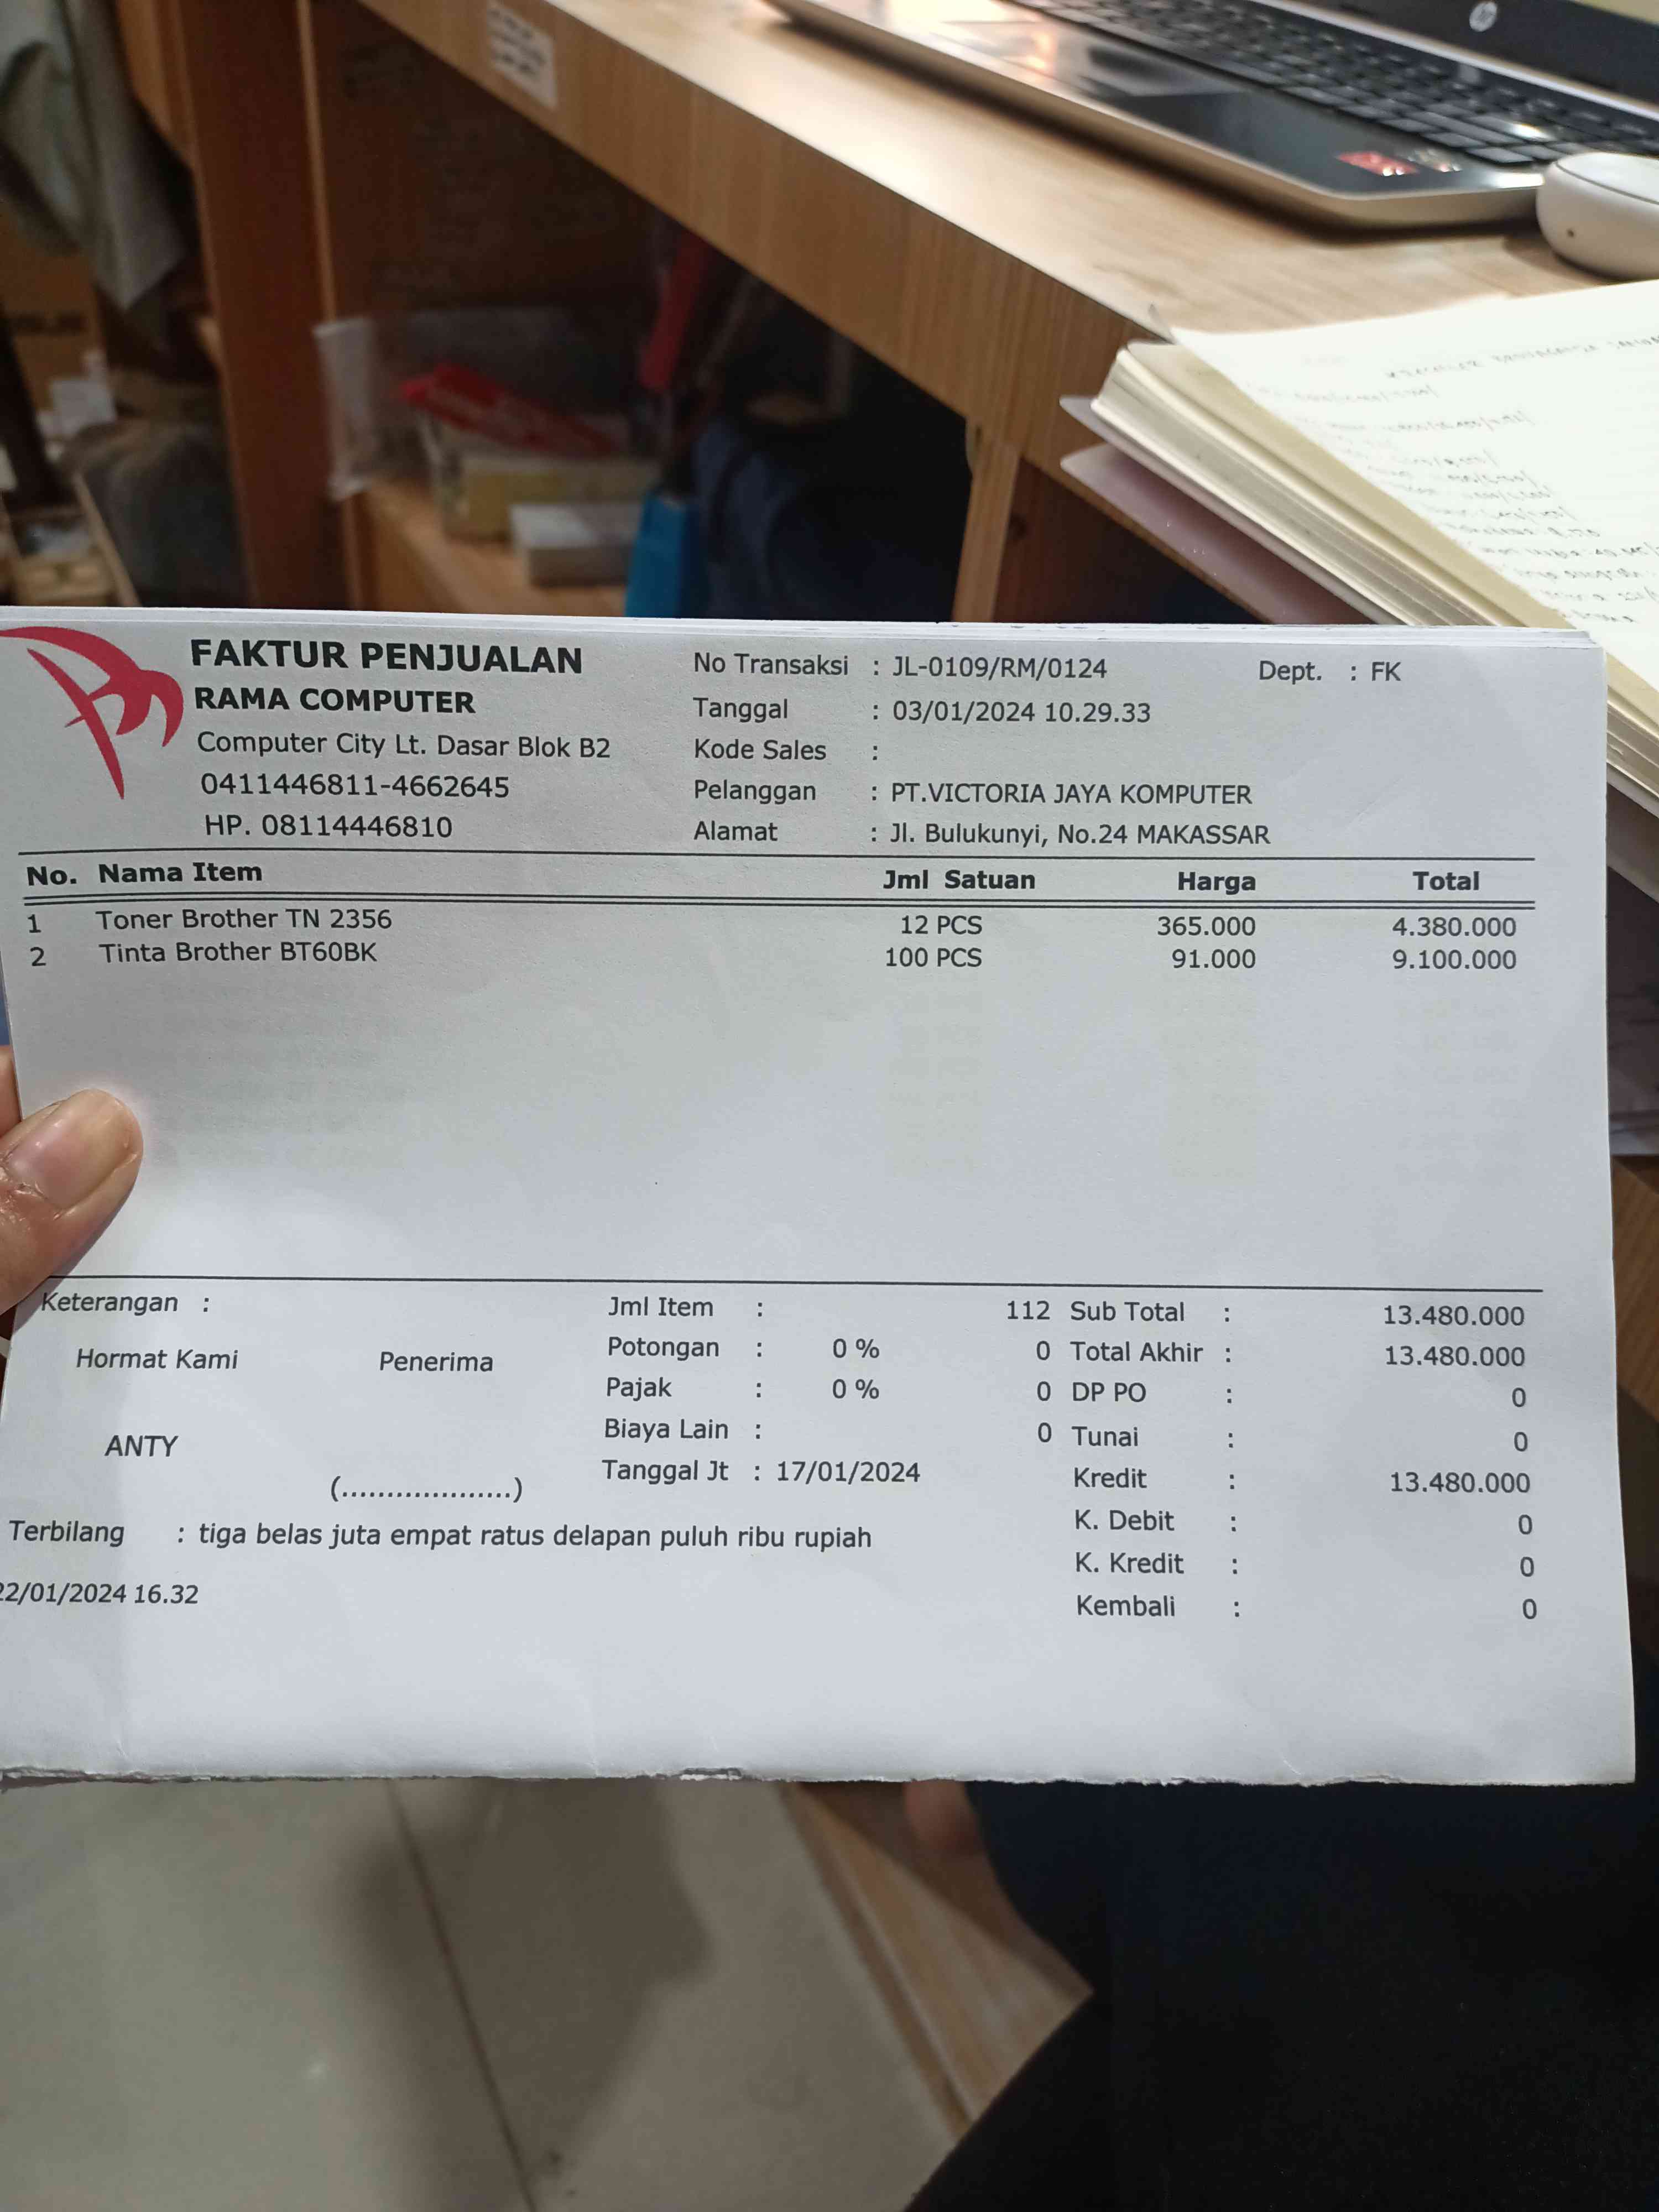 FAKTUR PENJUALAN
RAMA COMPUTER
Computer City Lt. Dasar Blok B2
0411446811-4662645
HP. 08114446810
No Transaksi : JL-0109/RM/0124
Dept. : FK
Tanggal : 03/01/2024 10.29.33
Kode Sales :
Pelanggan : PT.VICTORIA JAYA KOMPUTER
Alamat : Jl. Bulukunyi, No.24 MAKASSAR
No. Nama Item Jml Satuan Harga Total
1 Toner Brother TN 2356 12 PCS 365.000 4.380.000
2 Tinta Brother BT60BK 100 PCS 91.000 9.100.000
Keterangan :
Hormat Kami Penerima
ANTY
(...................)
Jml Item : 112
Potongan : 0 % 0
Pajak : 0 % 0
Biaya Lain : 0
Tanggal Jt : 17/01/2024
Sub Total : 13.480.000
Total Akhir : 13.480.000
DP PO : 0
Tunai : 0
Kredit : 13.480.000
K. Debit : 0
K. Kredit : 0
Kembali : 0
Terbilang : tiga belas juta empat ratus delapan puluh ribu rupiah
22/01/2024 16.32
hp